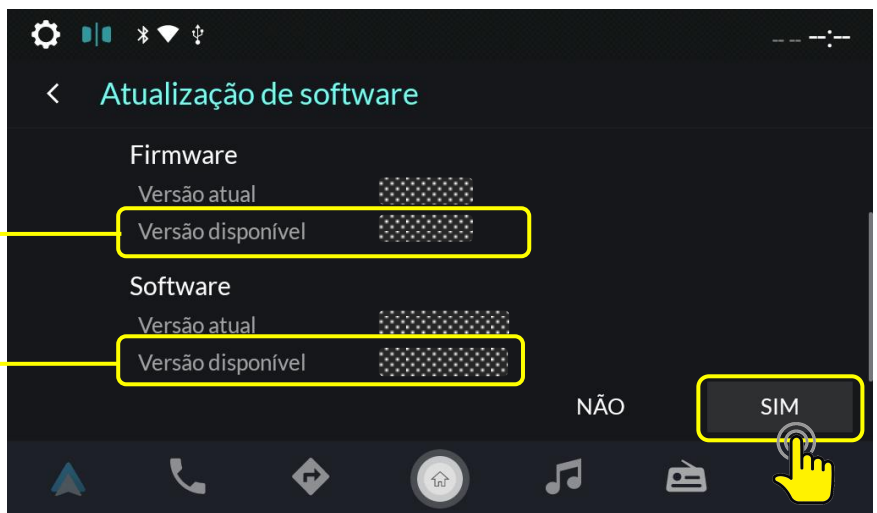 -- -- --:--
Atualização de software
Firmware
Versão atual
Versão disponível
Software
Versão atual
Versão disponível
NÃO SIM